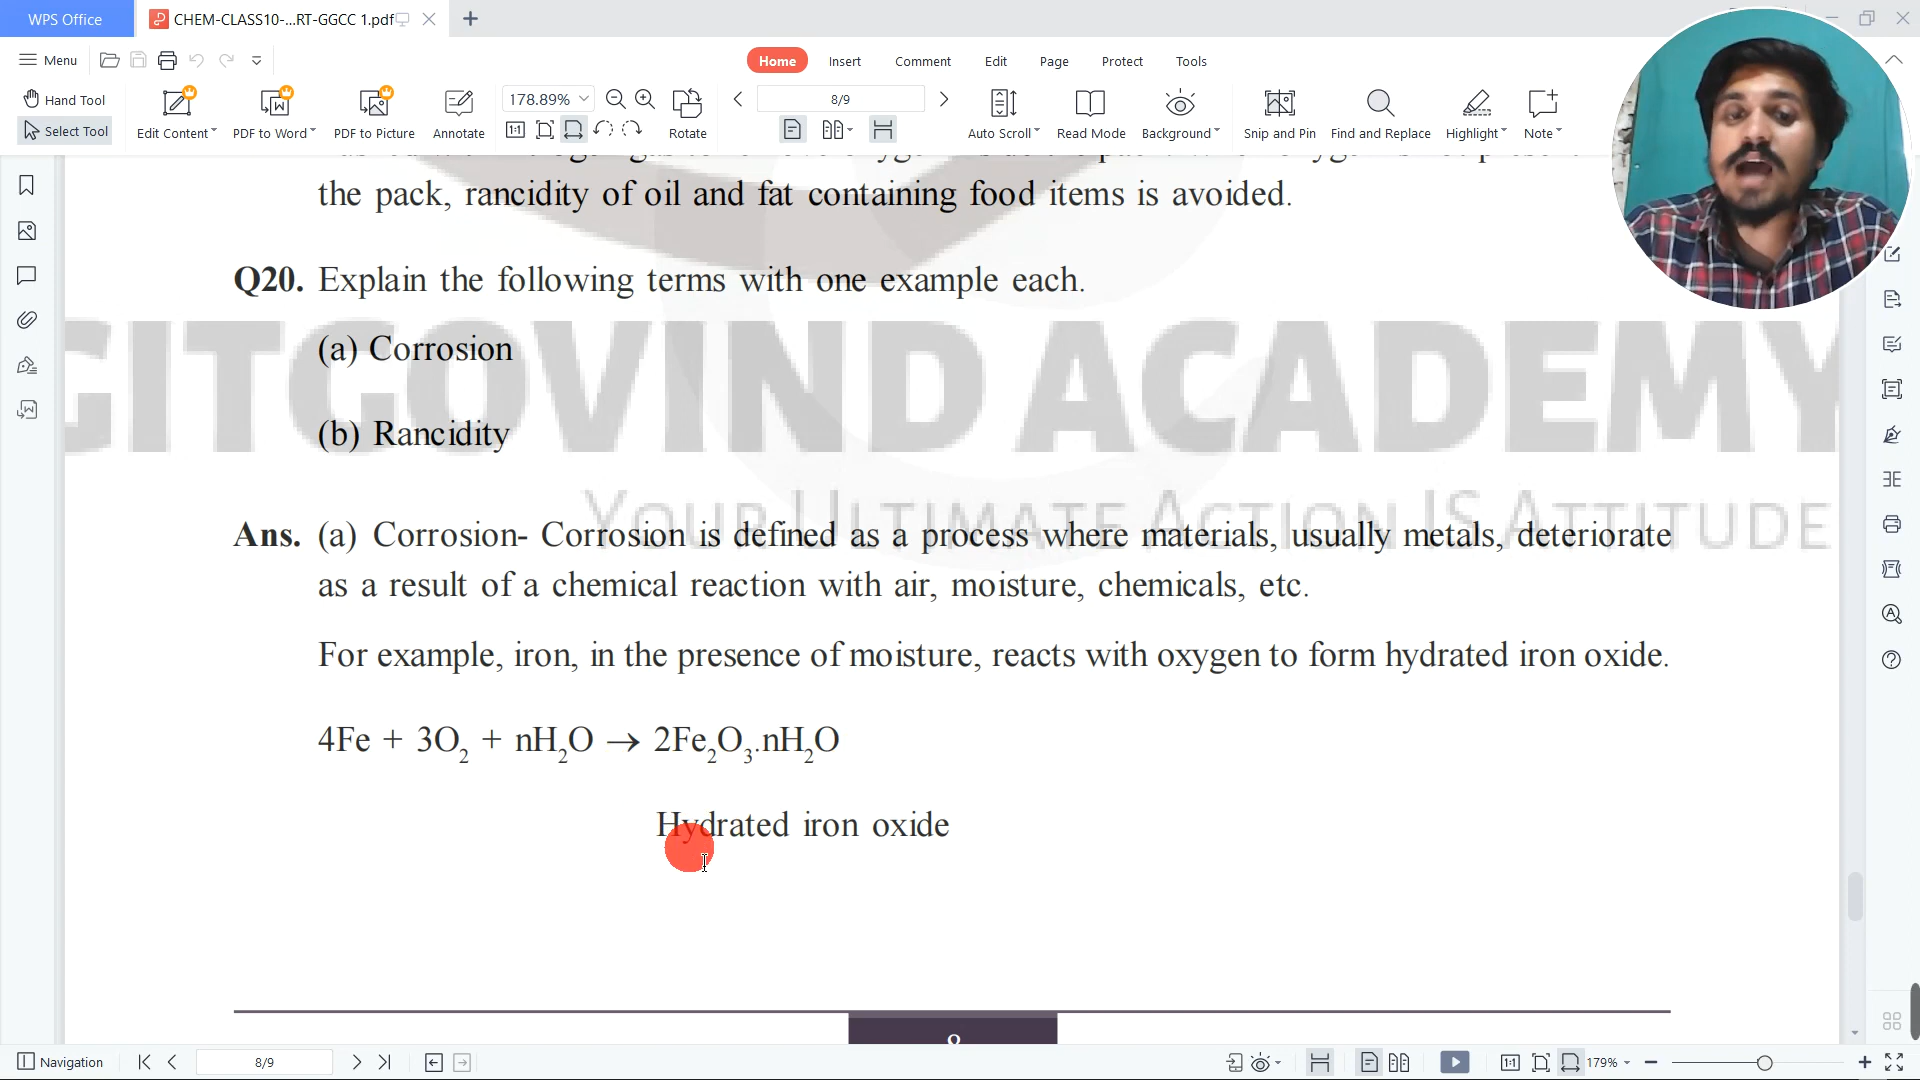 WPS Office
CHEM-CLASS10-...RT-GGCC 1.pdf
Menu
Home Insert Comment Edit Page Protect Tools
Hand Tool
Select Tool
Edit Content
PDF to Word
PDF to Picture
Annotate
178.89%
Rotate
8/9
Auto Scroll
Read Mode
Background
Snip and Pin
Find and Replace
Highlight
Note
the pack, rancidity of oil and fat containing food items is avoided.
Q20. Explain the following terms with one example each.
(a) Corrosion
GITGOVIND ACADEMY
(b) Rancidity
YOUR ULTIMATE ACTION IS ATTITUDE
Ans. (a) Corrosion- Corrosion is defined as a process where materials, usually metals, deteriorate
as a result of a chemical reaction with air, moisture, chemicals, etc.
For example, iron, in the presence of moisture, reacts with oxygen to form hydrated iron oxide.
4Fe + 3O₂ + nH₂O → 2Fe₂O₃.nH₂O
Hydrated iron oxide
8
Navigation
8/9
179%